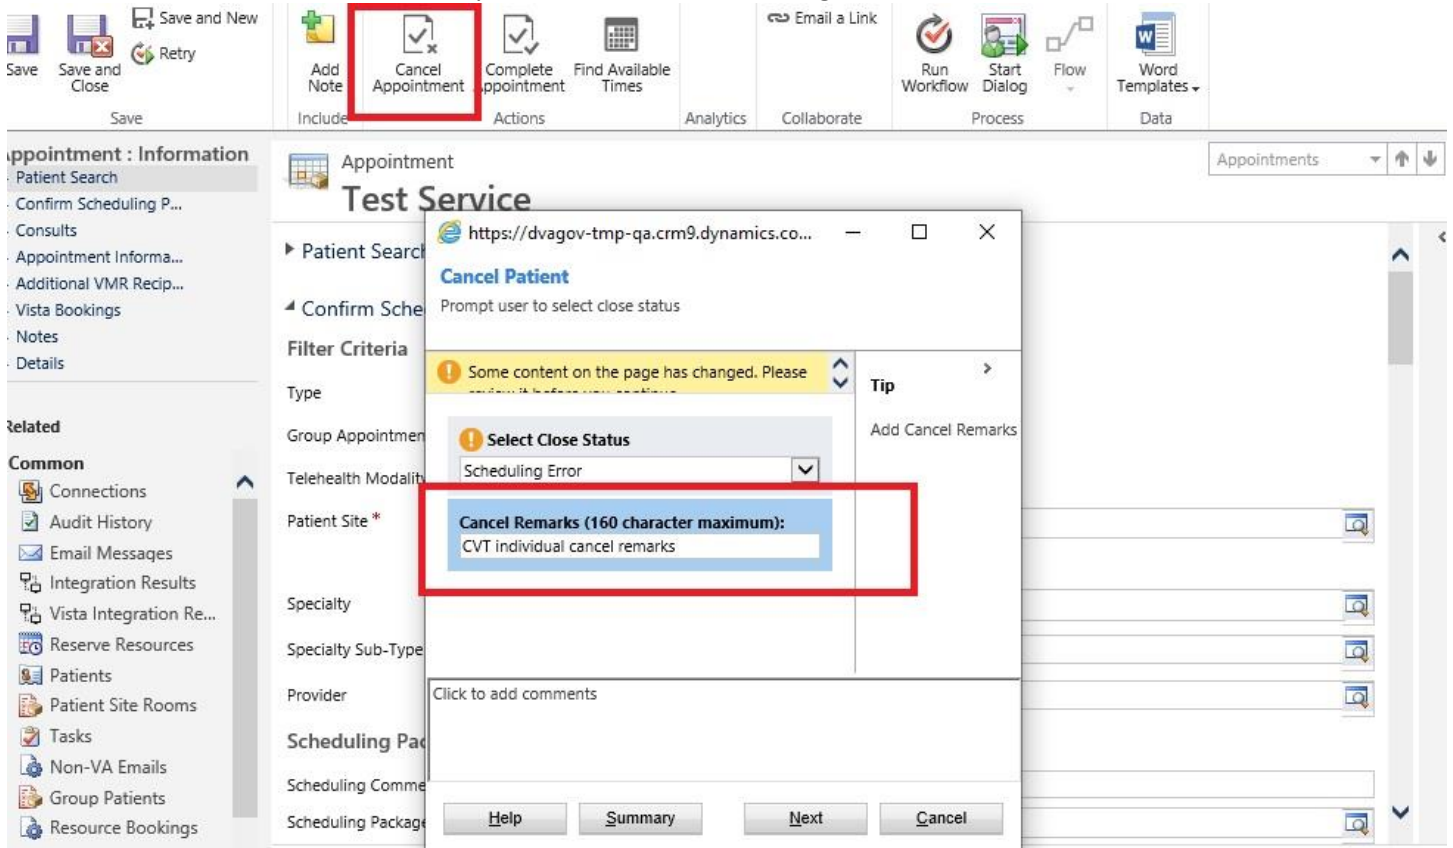 Save and New
Retry
Save
Save and
Close
Save
Add
Note
Include
Cancel
Appointment
Complete
Appointment
Find Available
Times
Actions
Analytics
Email a Link
Collaborate
Run
Workflow
Start
Dialog
Flow
Process
Word
Templates
Data
Appointment : Information
Patient Search
Confirm Scheduling P...
Consults
Appointment Informa...
Additional VMR Recip...
Vista Bookings
Notes
Details
Related
Common
Connections
Audit History
Email Messages
Integration Results
Vista Integration Re...
Reserve Resources
Patients
Patient Site Rooms
Tasks
Non-VA Emails
Group Patients
Resource Bookings
Appointment
Test Service
Appointments
Patient Search
Confirm Sche
Filter Criteria
Type
Group Appointmen
Telehealth Modality
Patient Site *
Specialty
Specialty Sub-Type
Provider
Scheduling Pac
Scheduling Comme
Scheduling Package
https://dvagov-tmp-qa.crm9.dynamics.co...
Cancel Patient
Prompt user to select close status
Some content on the page has changed. Please
review it before you continue.
Select Close Status
Scheduling Error
Cancel Remarks (160 character maximum):
CVT individual cancel remarks
Tip
Add Cancel Remarks
Click to add comments
Help
Summary
Next
Cancel